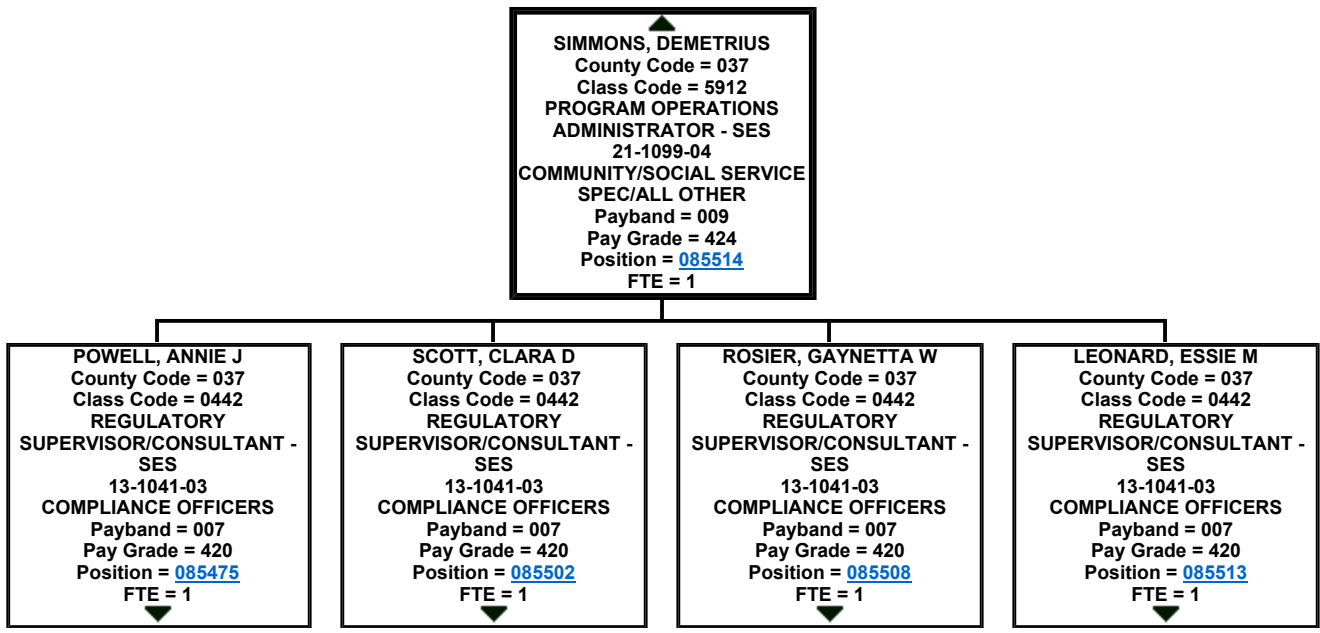 SIMMONS, DEMETRIUS
County Code = 037
Class Code = 5912
PROGRAM OPERATIONS
ADMINISTRATOR - SES
21-1099-04
COMMUNITY/SOCIAL SERVICE
SPEC/ALL OTHER
Payband = 009
Pay Grade = 424
Position = 085514
FTE = 1
POWELL, ANNIE J
County Code = 037
Class Code = 0442
REGULATORY
SUPERVISOR/CONSULTANT -
SES
13-1041-03
COMPLIANCE OFFICERS
Payband = 007
Pay Grade = 420
Position = 085475
FTE = 1
SCOTT, CLARA D
County Code = 037
Class Code = 0442
REGULATORY
SUPERVISOR/CONSULTANT -
SES
13-1041-03
COMPLIANCE OFFICERS
Payband = 007
Pay Grade = 420
Position = 085502
FTE = 1
ROSIER, GAYNETTA W
County Code = 037
Class Code = 0442
REGULATORY
SUPERVISOR/CONSULTANT -
SES
13-1041-03
COMPLIANCE OFFICERS
Payband = 007
Pay Grade = 420
Position = 085508
FTE = 1
LEONARD, ESSIE M
County Code = 037
Class Code = 0442
REGULATORY
SUPERVISOR/CONSULTANT -
SES
13-1041-03
COMPLIANCE OFFICERS
Payband = 007
Pay Grade = 420
Position = 085513
FTE = 1